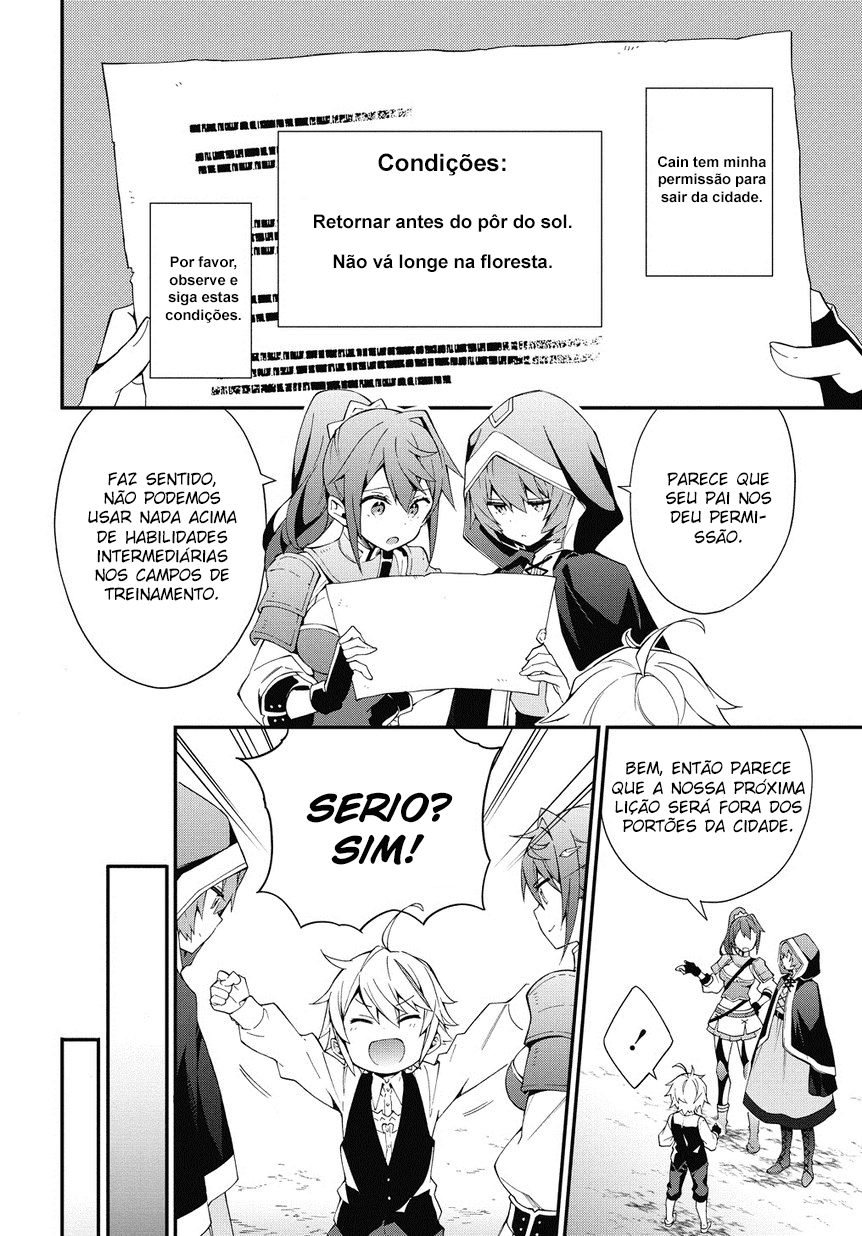 Cain tem minha
permissão para
sair da cidade.
Condições:
Retornar antes do pôr do sol.
Não vá longe na floresta.
Por favor,
observe e
siga estas
condições.
PARECE QUE
SEU PAI NOS
DEU PERMIS-
SÃO.
FAZ SENTIDO,
NÃO PODEMOS
USAR NADA ACIMA
DE HABILIDADES
INTERMEDIÁRIAS
NOS CAMPOS DE
TREINAMENTO.
BEM, ENTÃO PARECE
QUE A NOSSA PRÓXIMA
LIÇÃO SERÁ FORA DOS
PORTÕES DA CIDADE.
!
SERIO?
SIM!